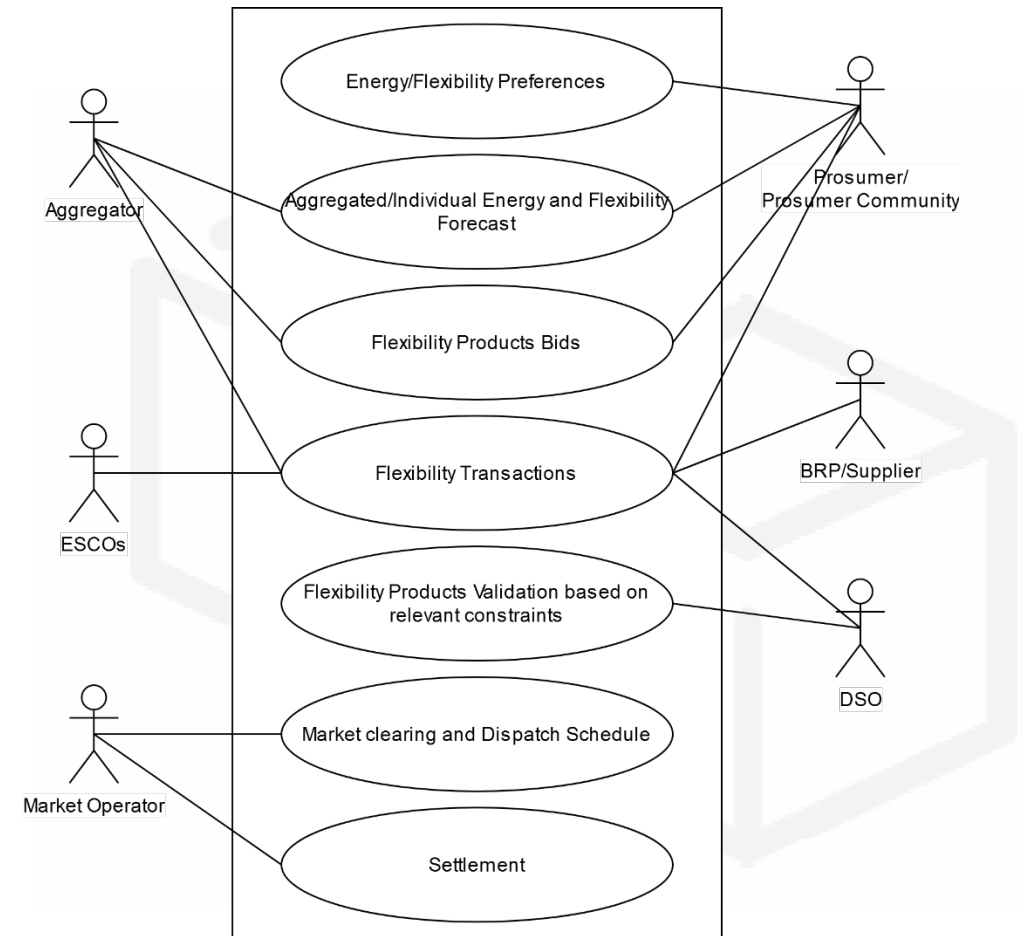 Energy/Flexibility Preferences
Aggregator
Prosumer/
Prosumer Community
Aggregated/Individual Energy and Flexibility
Forecast
Flexibility Products Bids
Flexibility Transactions
BRP/Supplier
ESCOs
Flexibility Products Validation based on
relevant constraints
DSO
Market clearing and Dispatch Schedule
Market Operator
Settlement